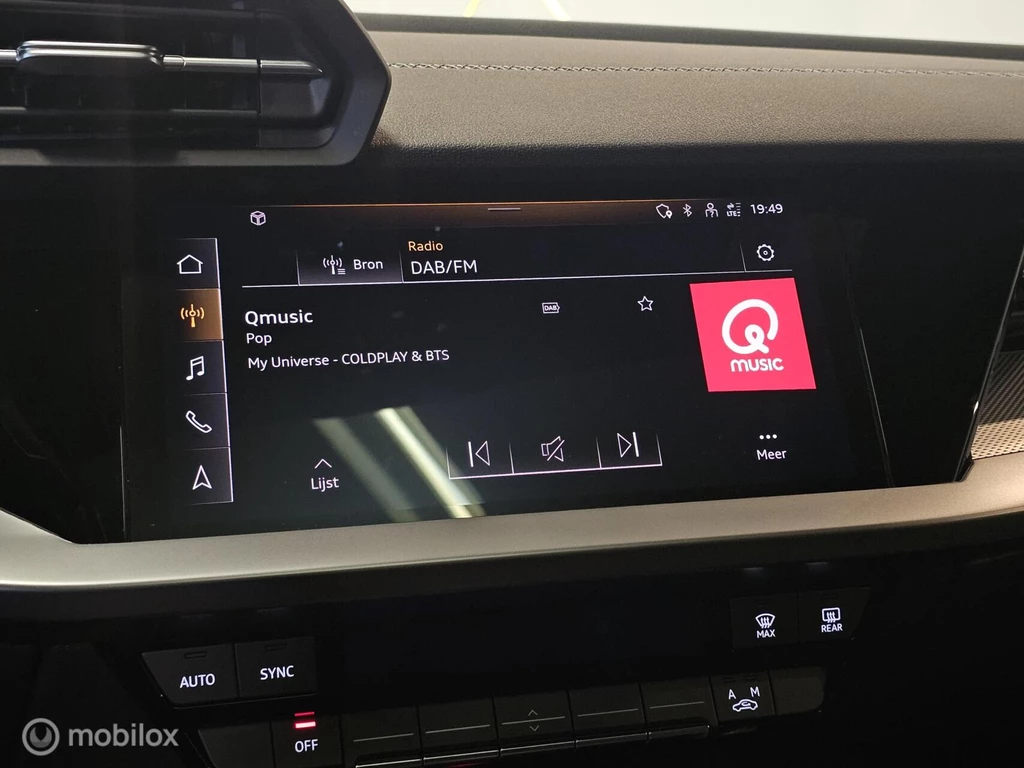 19:49
LTE
Radio
Bron
DAB/FM
Qmusic
DAB
Pop
My Universe - COLDPLAY & BTS
Q
MUSIC
Meer
Lijst
MAX
REAR
AUTO
SYNC
A M
OFF
mobilox